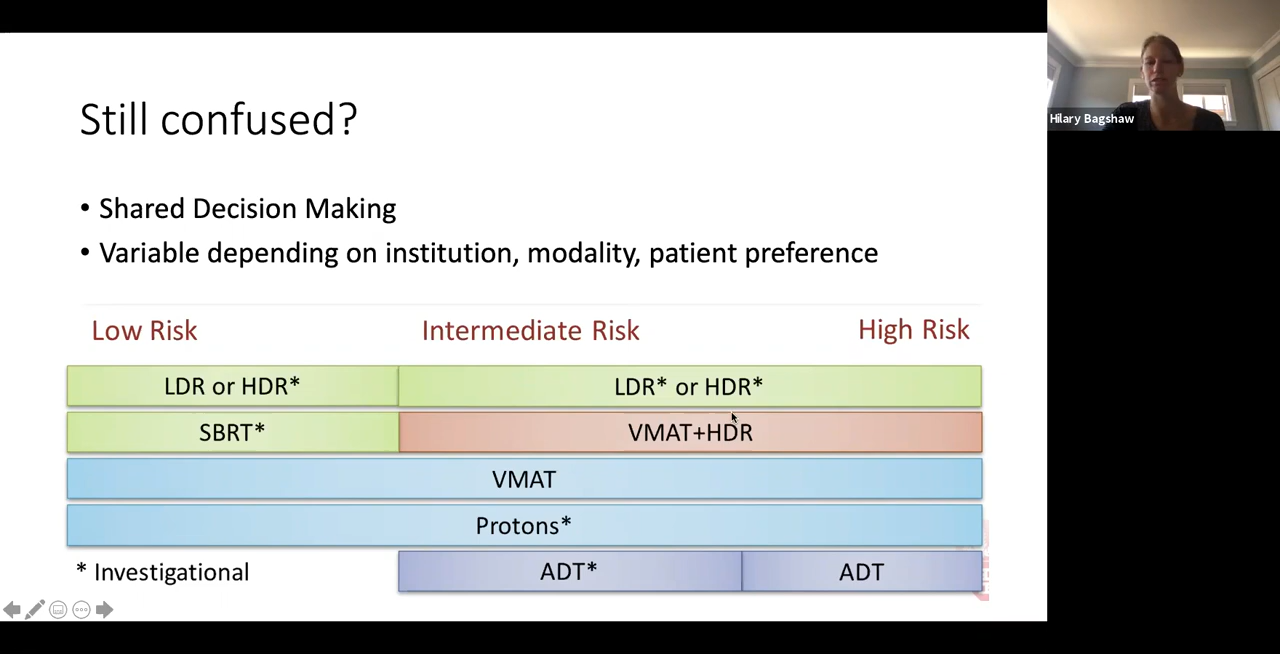 Still confused?
• Shared Decision Making
• Variable depending on institution, modality, patient preference
Low Risk
Intermediate Risk
High Risk
LDR or HDR*
LDR* or HDR*
SBRT*
VMAT+HDR
VMAT
Protons*
* Investigational
ADT*
ADT
Hilary Bagshaw